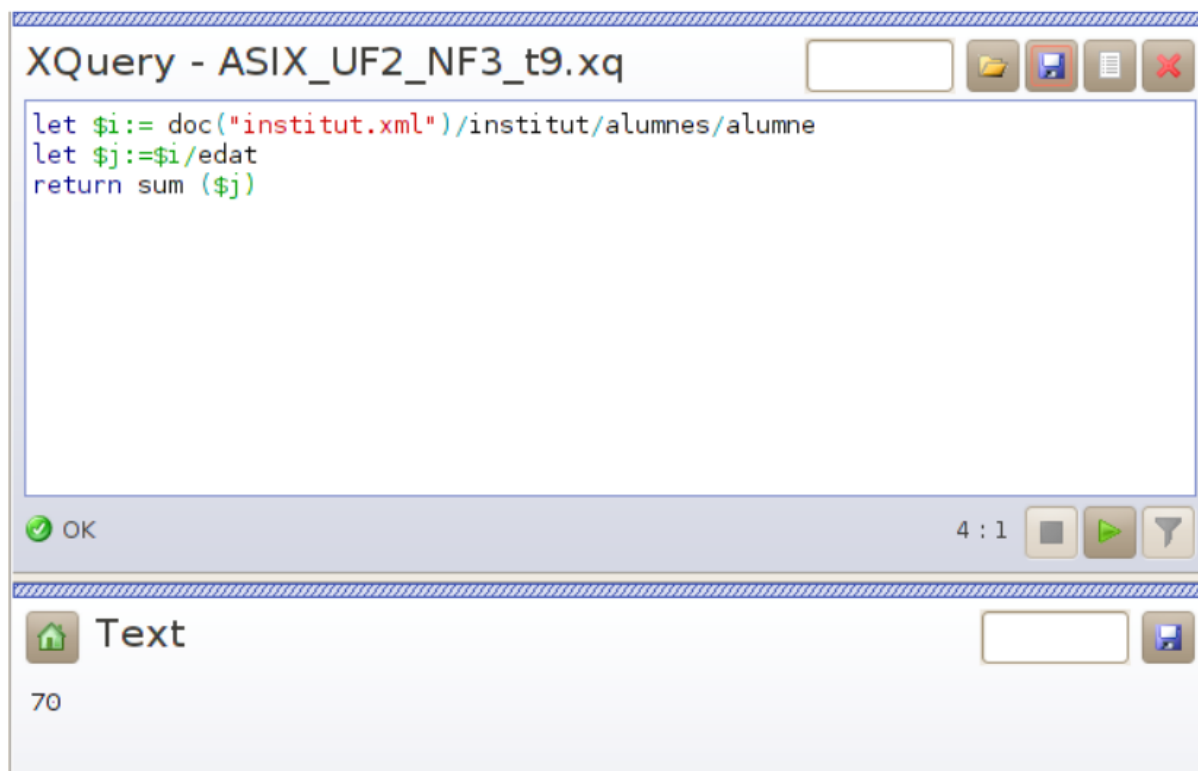 XQuery - ASIX_UF2_NF3_t9.xq
let $i:= doc("institut.xml")/institut/alumnes/alumne
let $j:=$i/edat
return sum ($j)
OK
4 : 1
Text
70